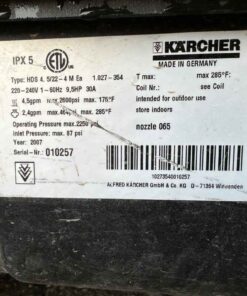 IPX 5
ETL
KÄRCHER
MADE IN GERMANY
Type: HDS 4.5/22-4 M Ea 1.027-354
220-240V 1~60Hz 9,5HP 30A
4,5gpm 2600psi max. 176°F
2,4gpm max. psi max. 285°F
Operating Pressure max. 2250 psi
Inlet Pressure: max. 87 psi
Year: 2007
Serial-Nr: 010257
T max: max 285°F:
Coil Nr.: see Coil
intended for outdoor use
store indoors
nozzle 065
10273540010257
ALFRED KÄRCHER GmbH & Co. KG D - 71364 Winnenden